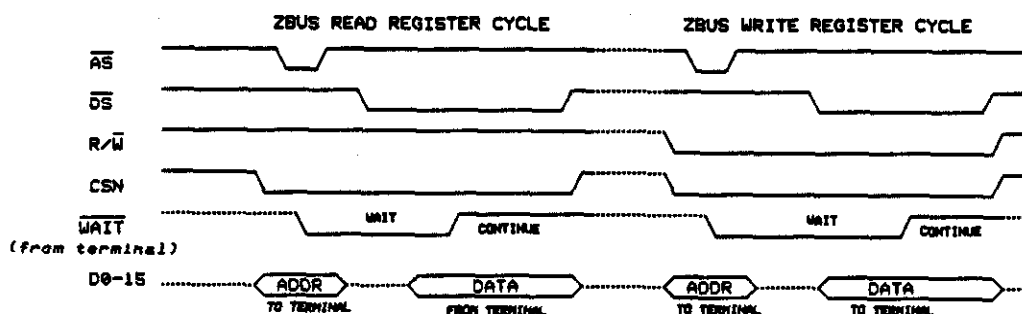 ZBUS READ REGISTER CYCLE ZBUS WRITE REGISTER CYCLE
AS
DS
R/W
CSN
WAIT WAIT CONTINUE WAIT CONTINUE
(from terminal)
D0-15 ADDR DATA ADDR DATA
TO TERMINAL FROM TERMINAL TO TERMINAL TO TERMINAL